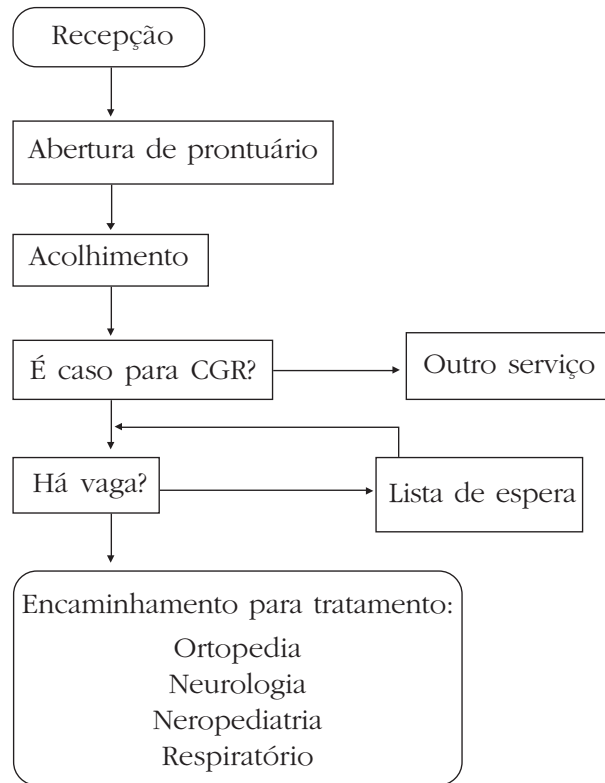 Recepção
Abertura de prontuário
Acolhimento
É caso para CGR?
Outro serviço
Há vaga?
Lista de espera
Encaminhamento para tratamento:
Ortopedia
Neurologia
Neropediatria
Respiratório